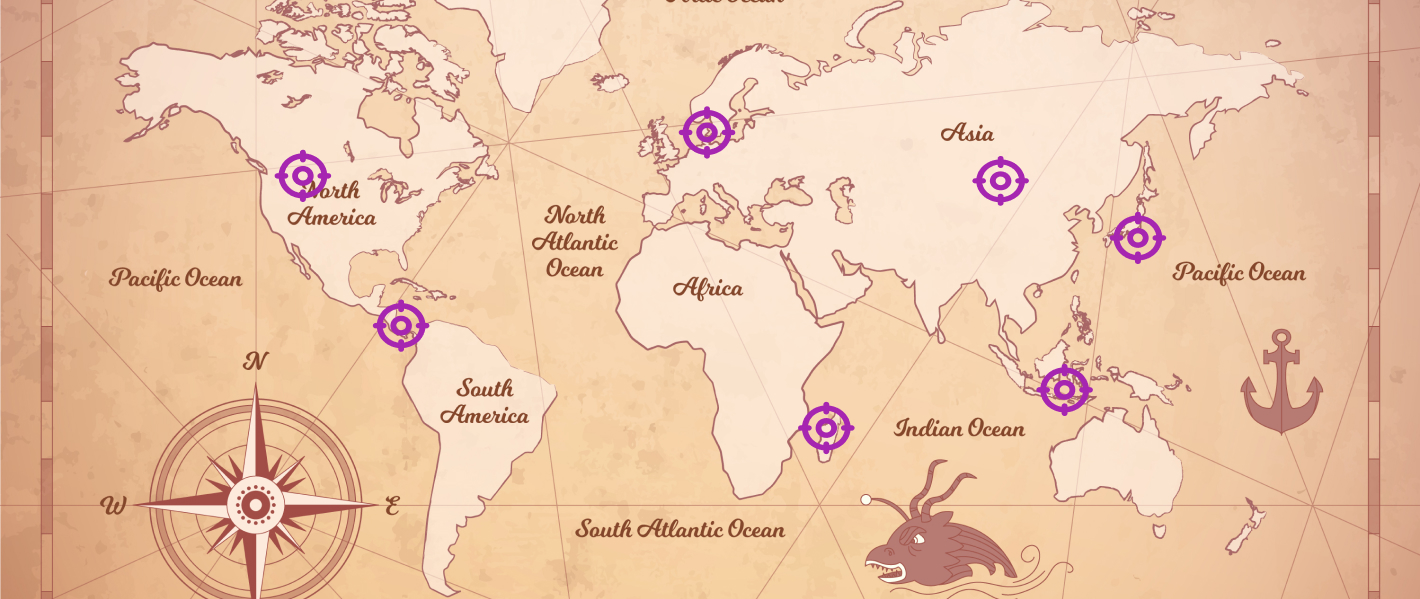 Ocean
Asia
North
America
North
Atlantic
Ocean
Pacific Ocean
Pacific Ocean
Africa
N
South
America
Indian Ocean
W
E
South Atlantic Ocean